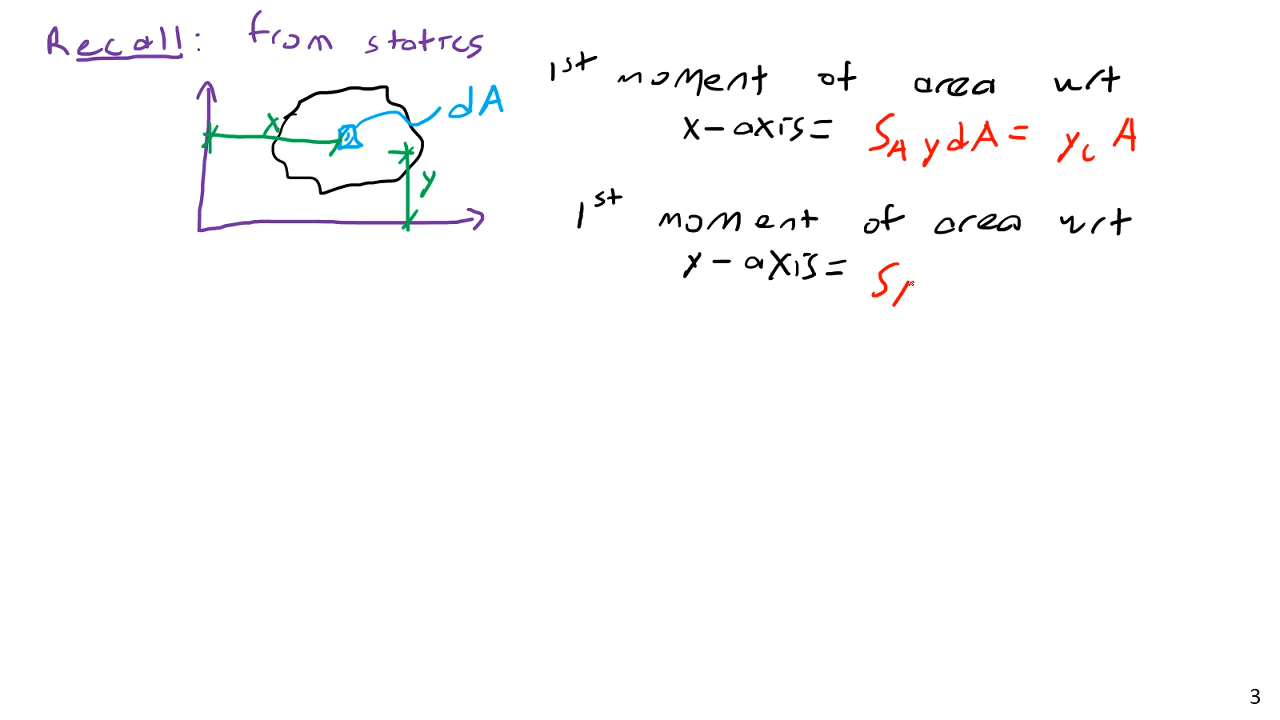 Recall: from statics
dA
x
y
1st moment of area wrt
x-axis = ∫A y dA = yc A
1st moment of area wrt
y-axis = ∫
3